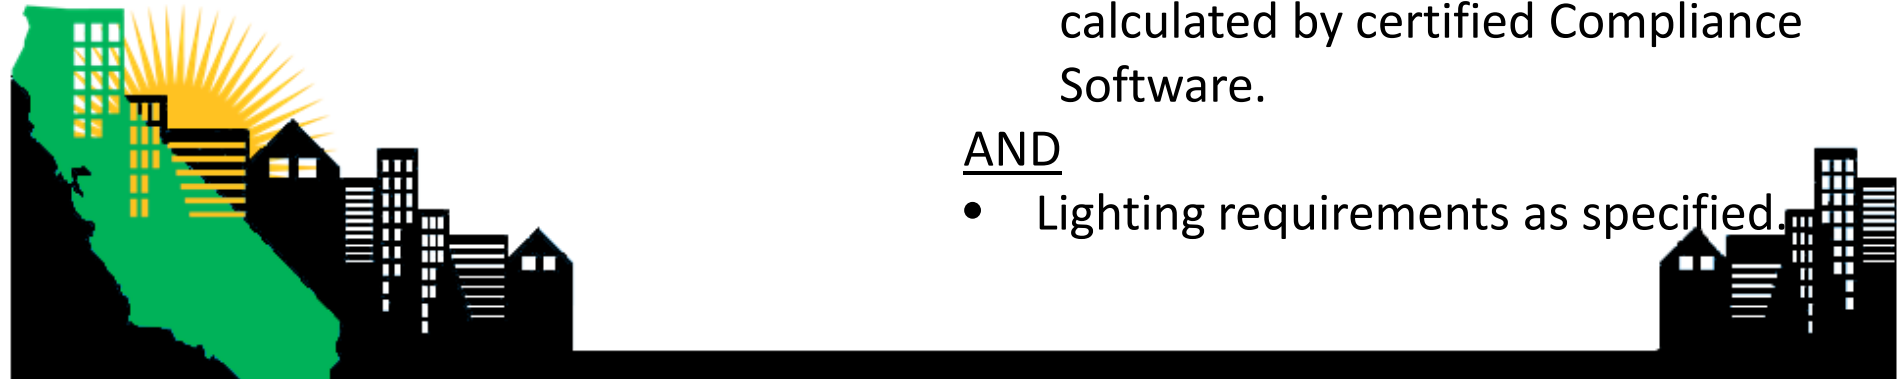 calculated by certified Compliance
Software.
AND
• Lighting requirements as specified.